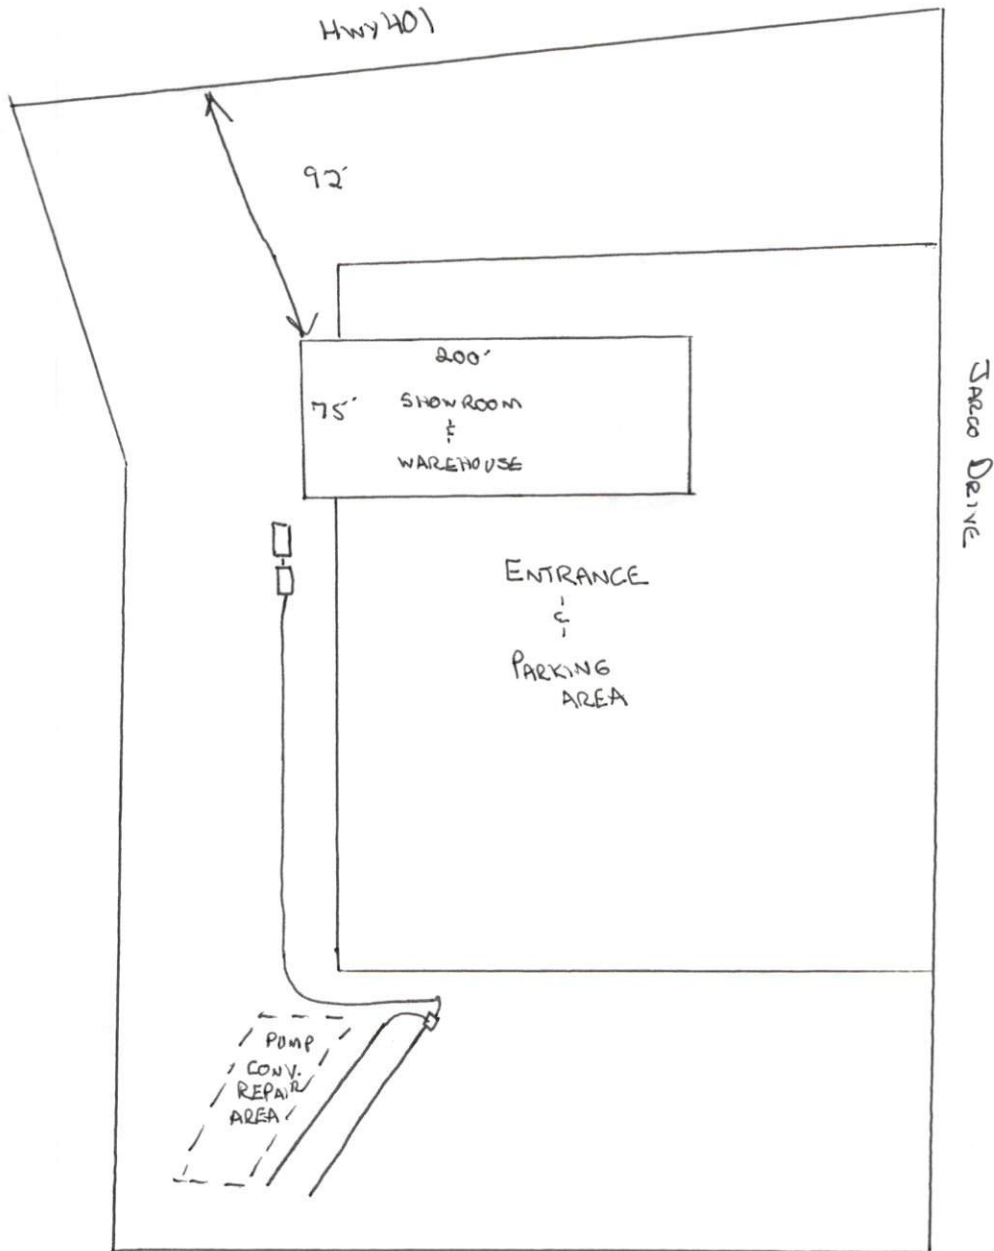 HWY 401
92'
200'
75'
SHOWROOM
&
WAREHOUSE
JARCO DRIVE
ENTRANCE
&
PARKING
AREA
PUMP
CONV.
REPAIR
AREA